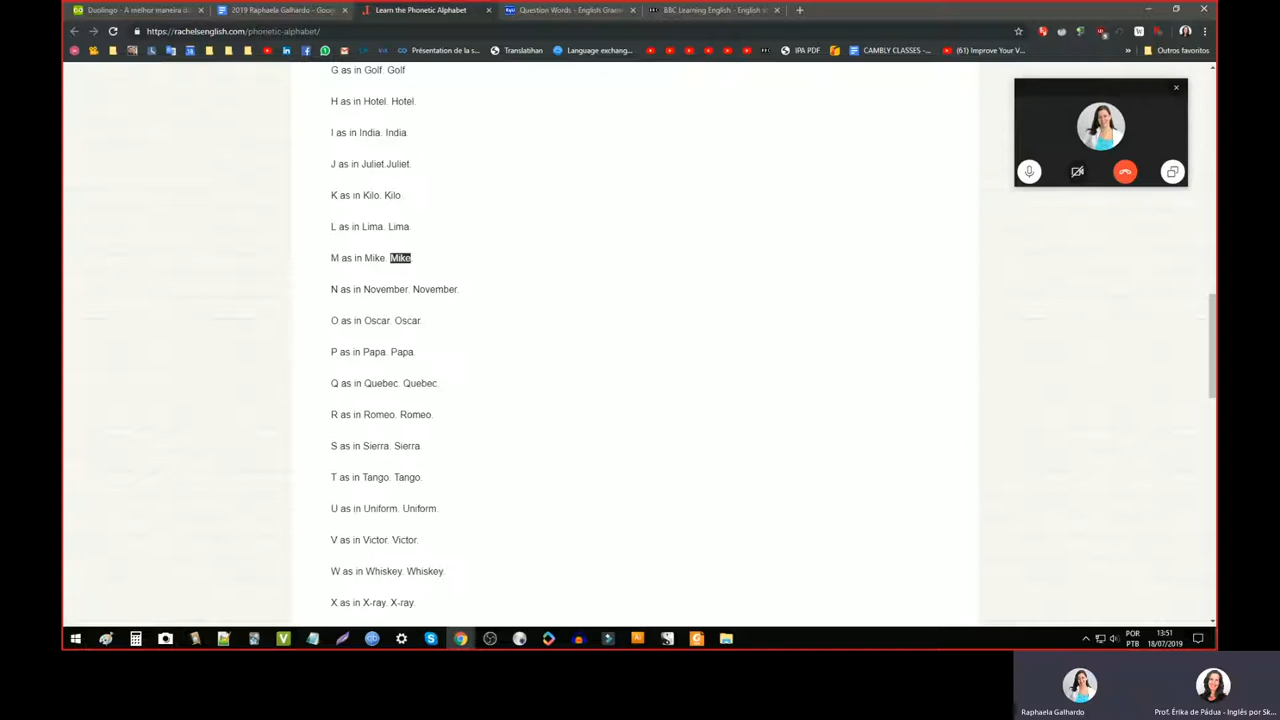 Duolingo - A melhor maneira da
2019 Raphaela Galhardo - Goog
Learn the Phonetic Alphabet
Question Words - English Gram
BBC Learning English - English s
https://rachelsenglish.com/phonetic-alphabet/
Présentation de la s...
Translatihan
Language exchang...
IPA PDF
CAMBLY CLASSES -...
(61) Improve Your V...
Outros favoritos
G as in Golf. Golf
H as in Hotel. Hotel.
I as in India. India.
J as in Juliet.Juliet.
K as in Kilo. Kilo
L as in Lima. Lima.
M as in Mike. Mike
N as in November. November.
O as in Oscar. Oscar.
P as in Papa. Papa.
Q as in Quebec. Quebec.
R as in Romeo. Romeo.
S as in Sierra. Sierra.
T as in Tango. Tango.
U as in Uniform. Uniform.
V as in Victor. Victor.
W as in Whiskey. Whiskey.
X as in X-ray. X-ray.
POR
PTB
13:51
18/07/2019
Raphaela Galhardo
Prof. Érika de Pádua - Inglês por Sk...